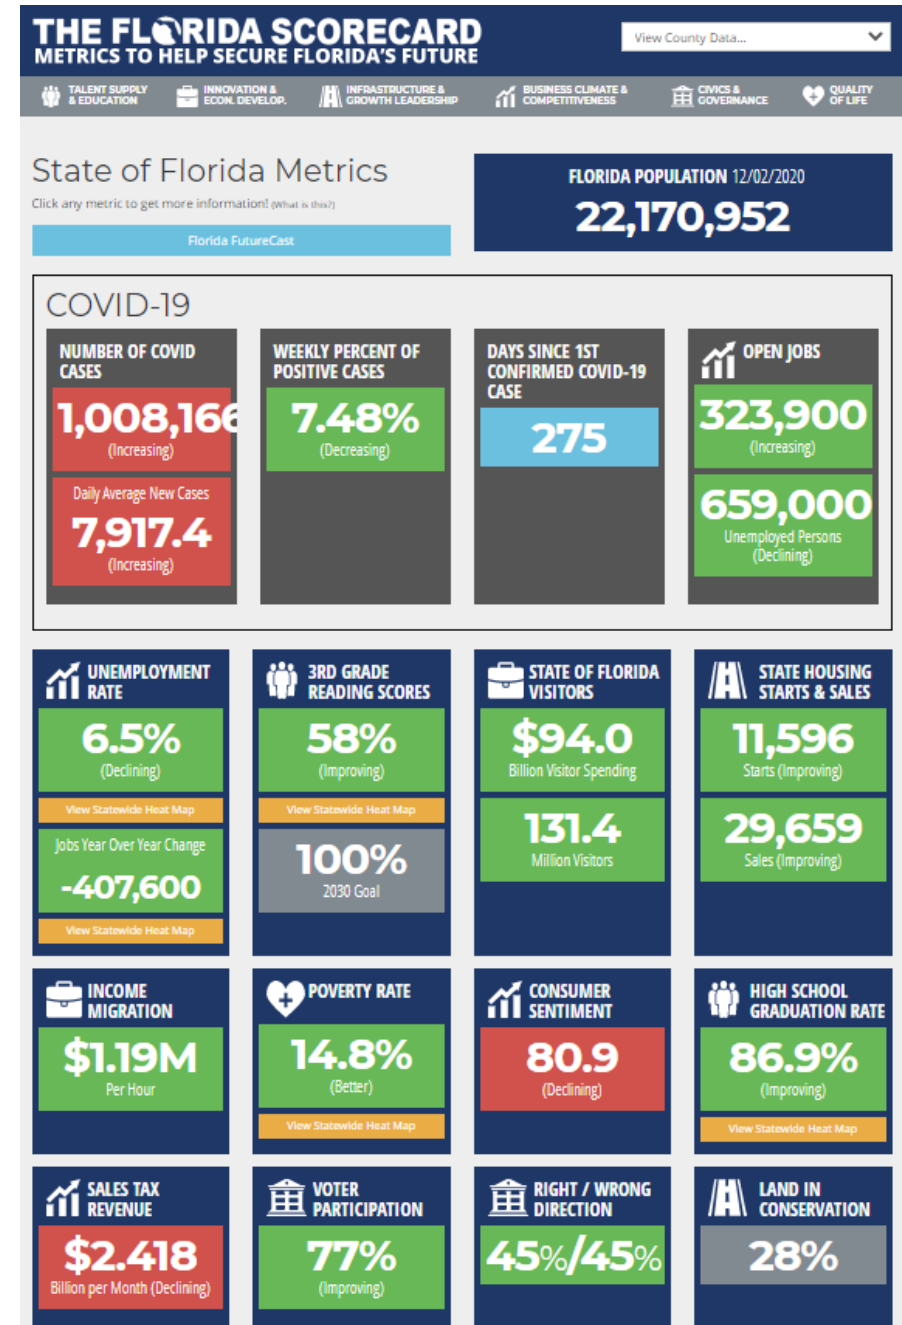 THE FLORIDA SCORECARD
METRICS TO HELP SECURE FLORIDA'S FUTURE
View County Data...
TALENT SUPPLY
& EDUCATION
INNOVATION &
ECON. DEVELOP.
INFRASTRUCTURE &
GROWTH LEADERSHIP
BUSINESS CLIMATE &
COMPETITIVENESS
CIVICS &
GOVERNANCE
QUALITY
OF LIFE
State of Florida Metrics
Click any metric to get more information! (What is this?)
Florida FutureCast
FLORIDA POPULATION 12/02/2020
22,170,952
COVID-19
NUMBER OF COVID
CASES
1,008,166
(Increasing)
Daily Average New Cases
7,917.4
(Increasing)
WEEKLY PERCENT OF
POSITIVE CASES
7.48%
(Decreasing)
DAYS SINCE 1ST
CONFIRMED COVID-19
CASE
275
OPEN JOBS
323,900
(Increasing)
659,000
Unemployed Persons
(Declining)
UNEMPLOYMENT
RATE
6.5%
(Declining)
View Statewide Heat Map
Jobs Year Over Year Change
-407,600
View Statewide Heat Map
3RD GRADE
READING SCORES
58%
(Improving)
View Statewide Heat Map
100%
2030 Goal
STATE OF FLORIDA
VISITORS
$94.0
Billion Visitor Spending
131.4
Million Visitors
STATE HOUSING
STARTS & SALES
11,596
Starts (Improving)
29,659
Sales (Improving)
INCOME
MIGRATION
$1.19M
Per Hour
POVERTY RATE
14.8%
(Better)
View Statewide Heat Map
CONSUMER
SENTIMENT
80.9
(Declining)
HIGH SCHOOL
GRADUATION RATE
86.9%
(Improving)
View Statewide Heat Map
SALES TAX
REVENUE
$2.418
Billion per Month (Declining)
VOTER
PARTICIPATION
77%
(Improving)
RIGHT / WRONG
DIRECTION
45%/45%
LAND IN
CONSERVATION
28%